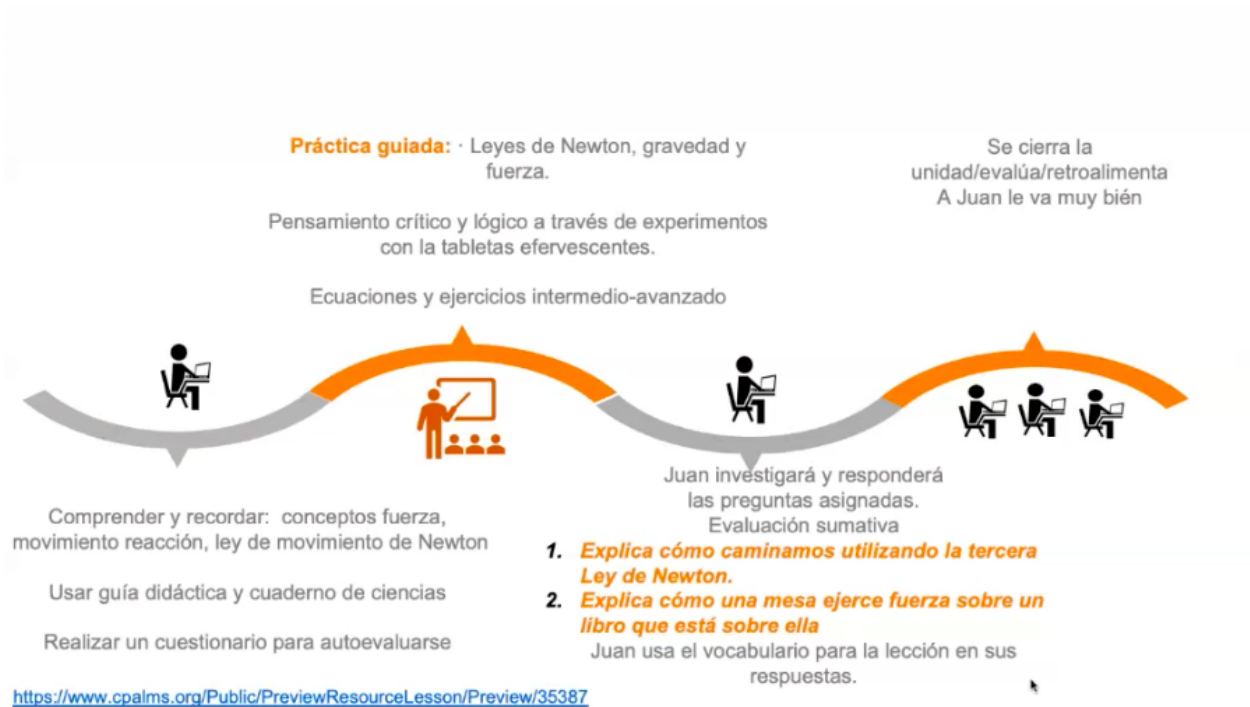 Práctica guiada: · Leyes de Newton, gravedad y
fuerza.
Pensamiento crítico y lógico a través de experimentos
con la tabletas efervescentes.
Ecuaciones y ejercicios intermedio-avanzado
Se cierra la
unidad/evalúa/retroalimenta
A Juan le va muy bién
Comprender y recordar: conceptos fuerza,
movimiento reacción, ley de movimiento de Newton
Usar guía didáctica y cuaderno de ciencias
Realizar un cuestionario para autoevaluarse
Juan investigará y responderá
las preguntas asignadas.
Evaluación sumativa
1. Explica cómo caminamos utilizando la tercera
Ley de Newton.
2. Explica cómo una mesa ejerce fuerza sobre un
libro que está sobre ella
Juan usa el vocabulario para la lección en sus
respuestas.
https://www.cpalms.org/Public/PreviewResourceLesson/Preview/35387